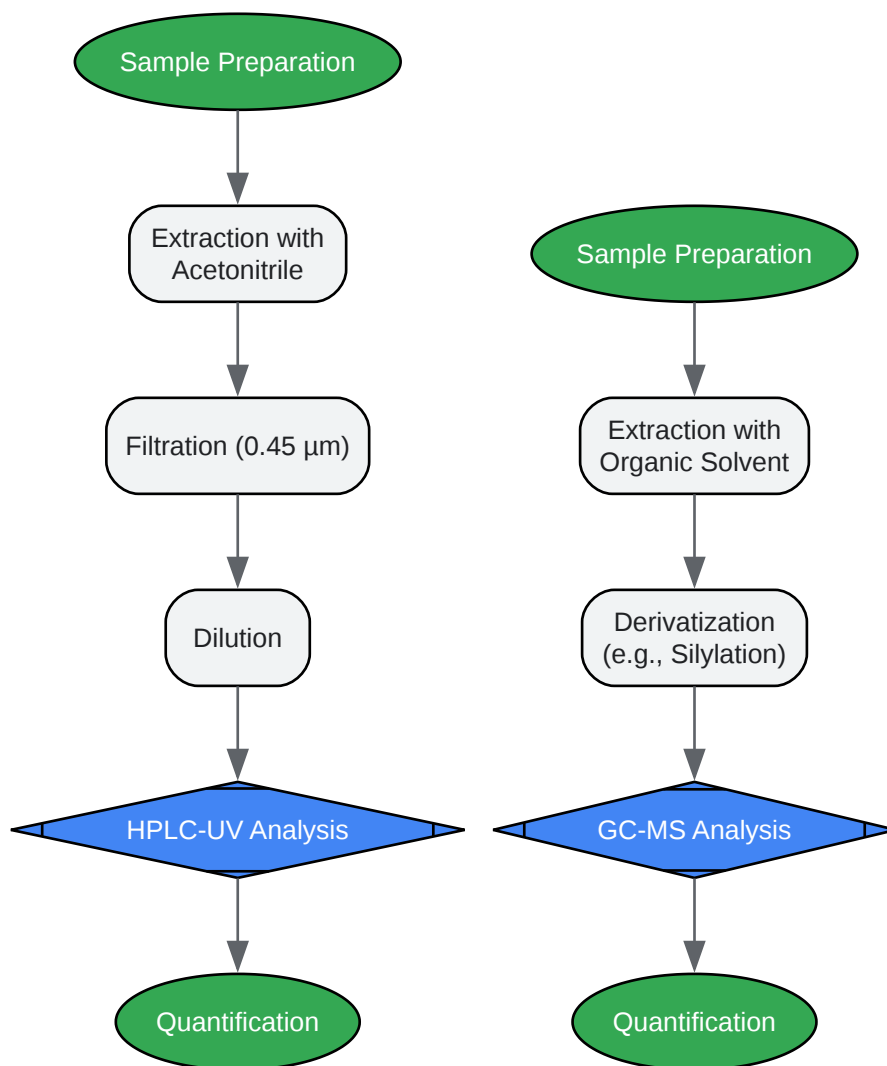 Sample Preparation
Extraction with
Acetonitrile
Filtration (0.45 µm)
Dilution
HPLC-UV Analysis
Quantification
Sample Preparation
Extraction with
Organic Solvent
Derivatization
(e.g., Silylation)
GC-MS Analysis
Quantification